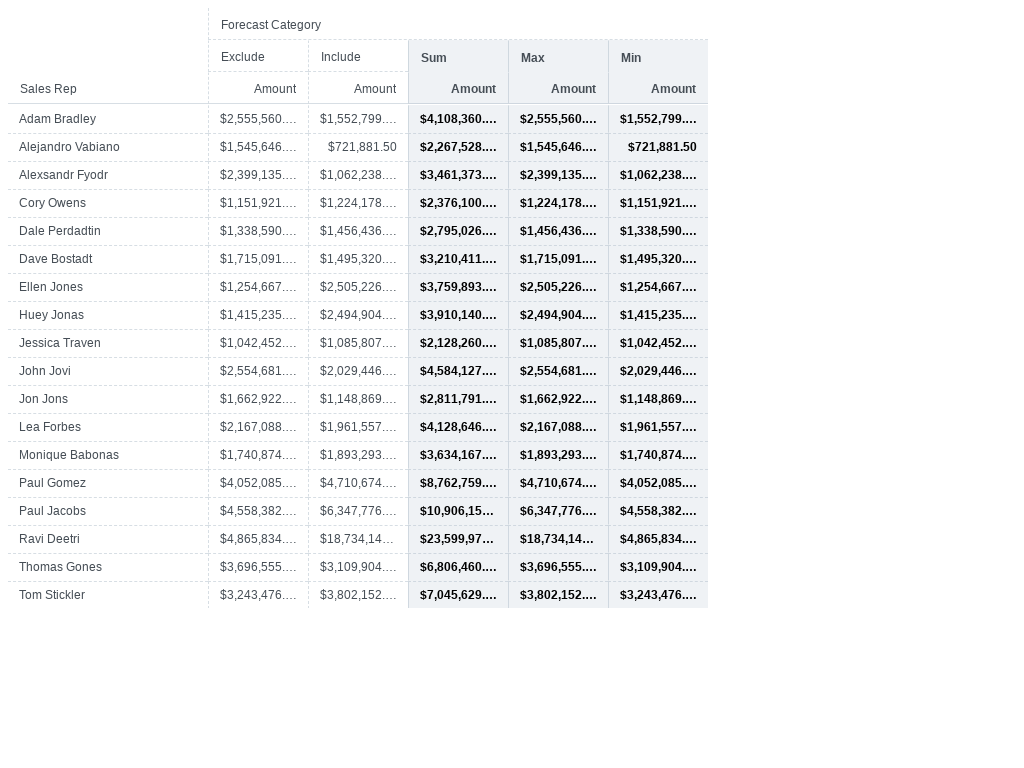 Forecast Category
Exclude Include Sum Max Min
Sales Rep Amount Amount Amount Amount Amount
Adam Bradley $2,555,560.... $1,552,799.... $4,108,360.... $2,555,560.... $1,552,799....
Alejandro Vabiano $1,545,646.... $721,881.50 $2,267,528.... $1,545,646.... $721,881.50
Alexsandr Fyodr $2,399,135.... $1,062,238.... $3,461,373.... $2,399,135.... $1,062,238....
Cory Owens $1,151,921.... $1,224,178.... $2,376,100.... $1,224,178.... $1,151,921....
Dale Perdadtin $1,338,590.... $1,456,436.... $2,795,026.... $1,456,436.... $1,338,590....
Dave Bostadt $1,715,091.... $1,495,320.... $3,210,411.... $1,715,091.... $1,495,320....
Ellen Jones $1,254,667.... $2,505,226.... $3,759,893.... $2,505,226.... $1,254,667....
Huey Jonas $1,415,235.... $2,494,904.... $3,910,140.... $2,494,904.... $1,415,235....
Jessica Traven $1,042,452.... $1,085,807.... $2,128,260.... $1,085,807.... $1,042,452....
John Jovi $2,554,681.... $2,029,446.... $4,584,127.... $2,554,681.... $2,029,446....
Jon Jons $1,662,922.... $1,148,869.... $2,811,791.... $1,662,922.... $1,148,869....
Lea Forbes $2,167,088.... $1,961,557.... $4,128,646.... $2,167,088.... $1,961,557....
Monique Babonas $1,740,874.... $1,893,293.... $3,634,167.... $1,893,293.... $1,740,874....
Paul Gomez $4,052,085.... $4,710,674.... $8,762,759.... $4,710,674.... $4,052,085....
Paul Jacobs $4,558,382.... $6,347,776.... $10,906,15... $6,347,776.... $4,558,382....
Ravi Deetri $4,865,834.... $18,734,14... $23,599,97... $18,734,14... $4,865,834....
Thomas Gones $3,696,555.... $3,109,904.... $6,806,460.... $3,696,555.... $3,109,904....
Tom Stickler $3,243,476.... $3,802,152.... $7,045,629.... $3,802,152.... $3,243,476....